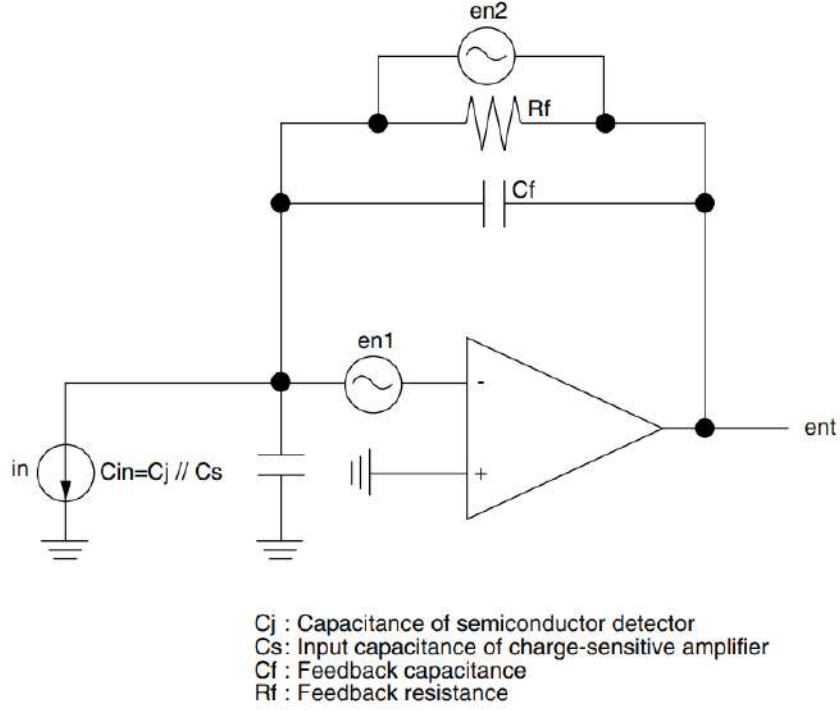 en2
Rf
Cf
en1
-
+
ent
in
Cin=Cj // Cs
Cj : Capacitance of semiconductor detector
Cs: Input capacitance of charge-sensitive amplifier
Cf : Feedback capacitance
Rf : Feedback resistance